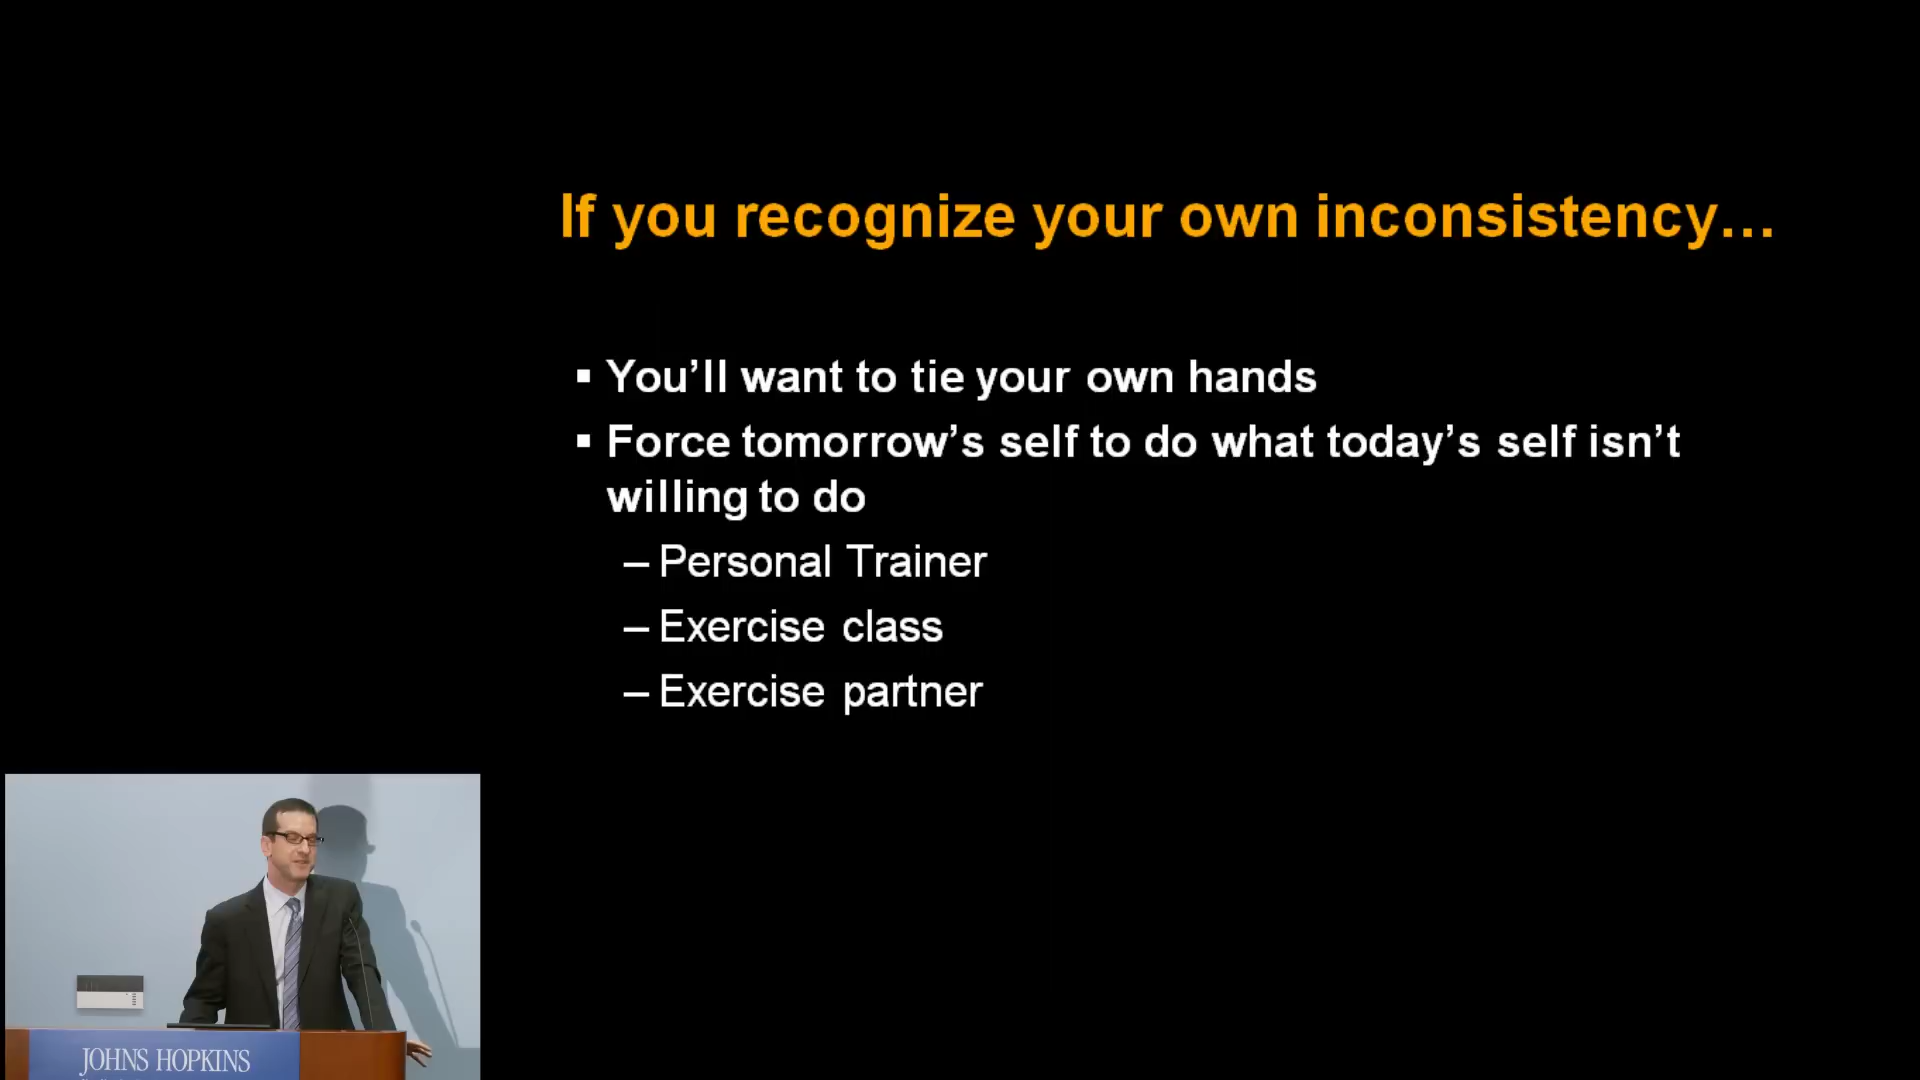 If you recognize your own inconsistency…
▪ You’ll want to tie your own hands
▪ Force tomorrow’s self to do what today’s self isn’t
willing to do
– Personal Trainer
– Exercise class
– Exercise partner
JOHNS HOPKINS